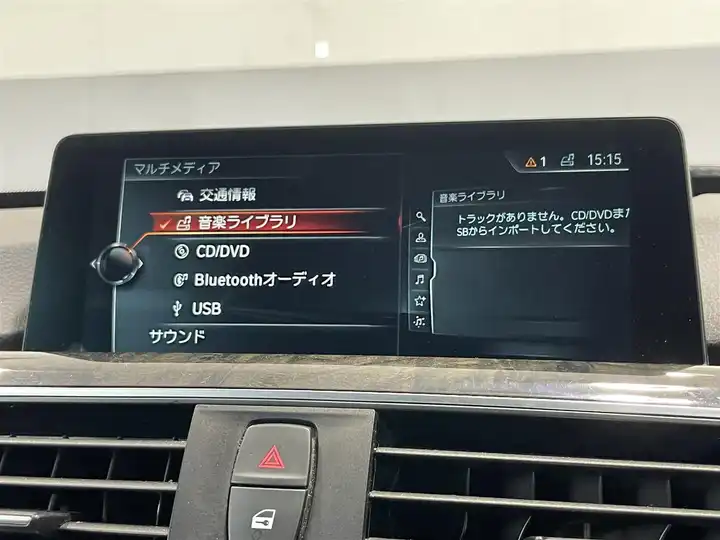 マルチメディア
1 15:15
交通情報
音楽ライブラリ
CD/DVD
Bluetoothオーディオ
USB
サウンド
音楽ライブラリ
トラックがありません。CD/DVDまた
SBからインポートしてください。